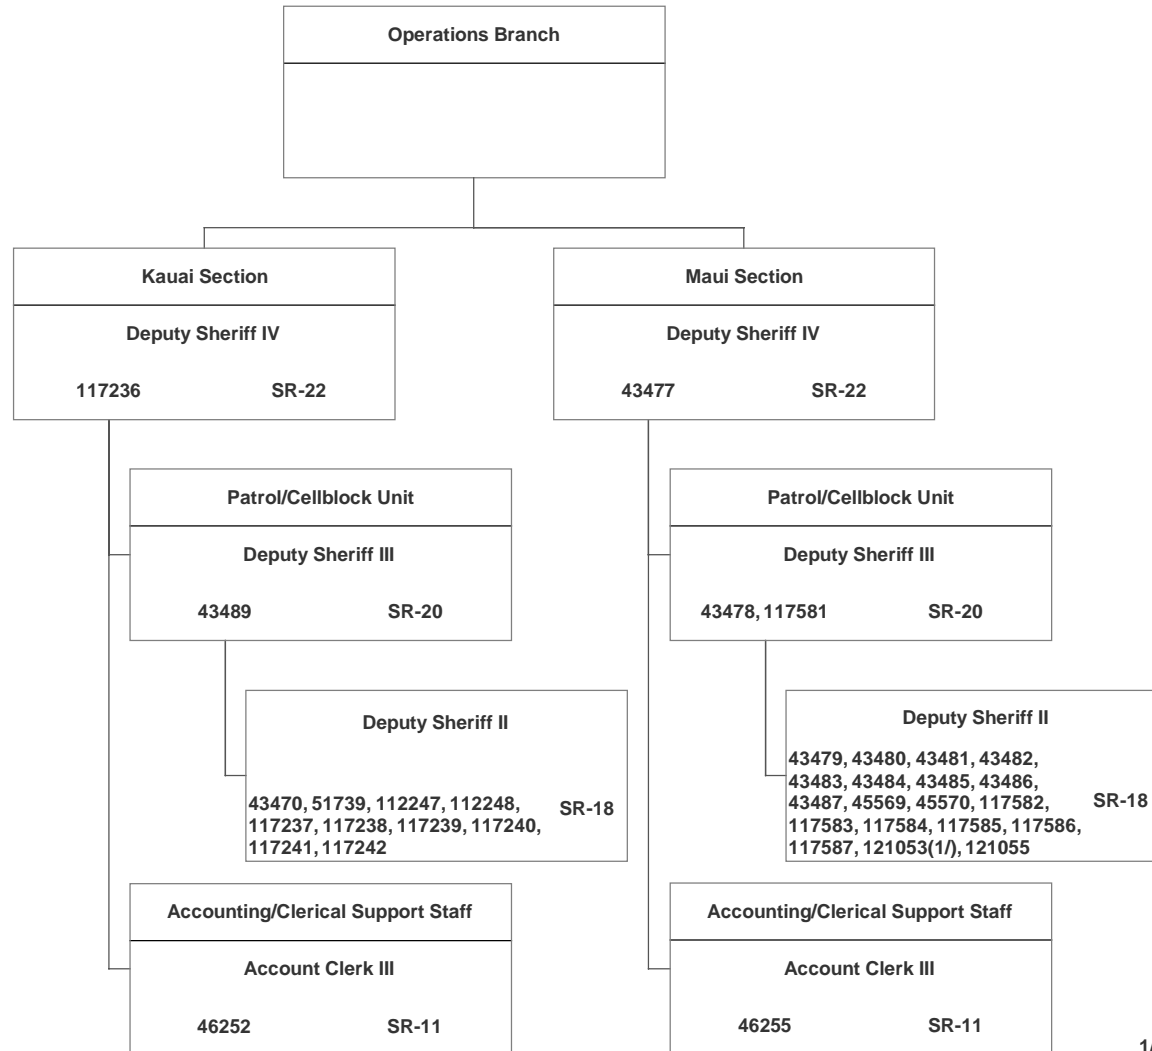 Operations Branch
Kauai Section
Deputy Sheriff IV
117236 SR-22
Maui Section
Deputy Sheriff IV
43477 SR-22
Patrol/Cellblock Unit
Deputy Sheriff III
43489 SR-20
Patrol/Cellblock Unit
Deputy Sheriff III
43478, 117581 SR-20
Deputy Sheriff II
43470, 51739, 112247, 112248,
117237, 117238, 117239, 117240,
117241, 117242
SR-18
Deputy Sheriff II
43479, 43480, 43481, 43482,
43483, 43484, 43485, 43486,
43487, 45569, 45570, 117582,
117583, 117584, 117585, 117586,
117587, 121053(1/), 121055
SR-18
Accounting/Clerical Support Staff
Account Clerk III
46252 SR-11
Accounting/Clerical Support Staff
Account Clerk III
46255 SR-11
1/